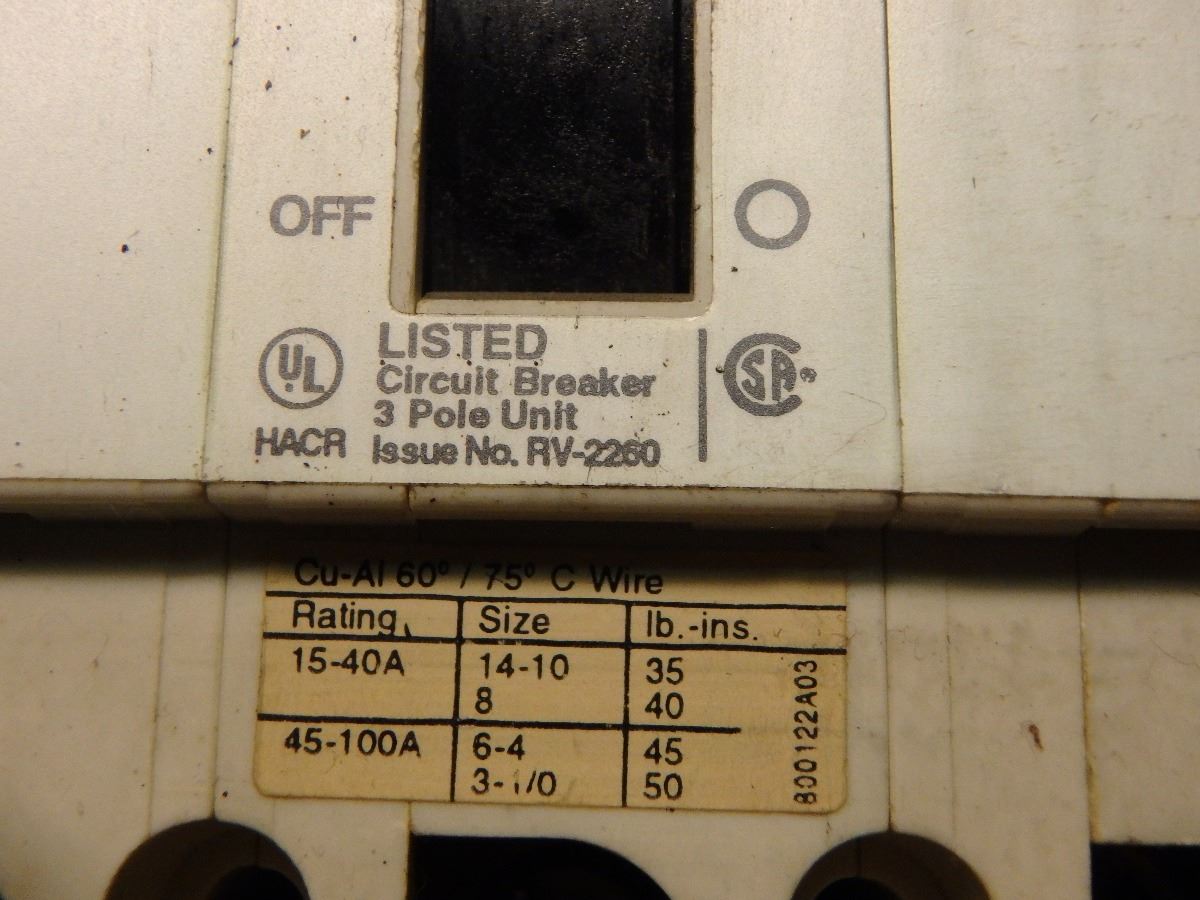 OFF O
UL LISTED
Circuit Breaker
3 Pole Unit
HACR Issue No. RV-2260
SA ®
Cu-Al 60° / 75° C Wire
Rating Size lb.-ins.
15-40A 14-10 35
8 40
45-100A 6-4 45
3-1/0 50
800122A03